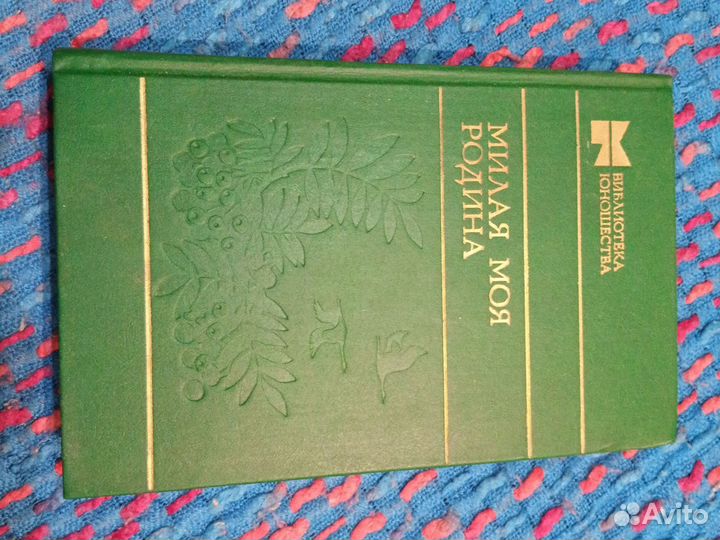 БИБЛИОТЕКА
ЮНОШЕСТВА
МИЛАЯ МОЯ
РОДИНА
Avito